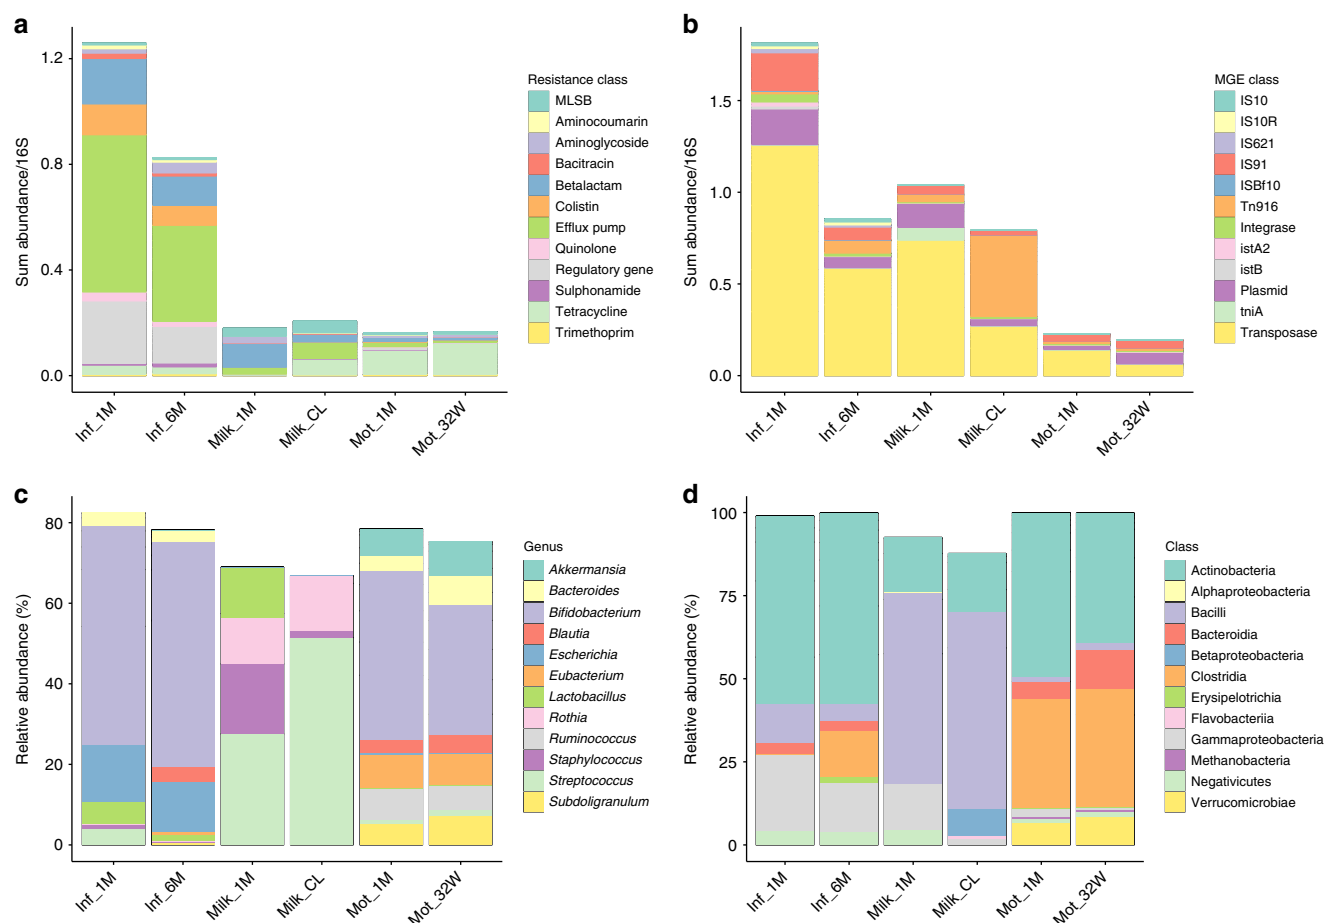 a
Sum abundance/16S
1.2
0.8
0.4
0.0
Inf_1M
Inf_6M
Milk_1M
Milk_CL
Mot_1M
Mot_32W
Resistance class
MLSB
Aminocoumarin
Aminoglycoside
Bacitracin
Betalactam
Colistin
Efflux pump
Quinolone
Regulatory gene
Sulphonamide
Tetracycline
Trimethoprim
b
Sum abundance/16S
1.5
1.0
0.5
0.0
Inf_1M
Inf_6M
Milk_1M
Milk_CL
Mot_1M
Mot_32W
MGE class
IS10
IS10R
IS621
IS91
ISBf10
Tn916
Integrase
istA2
istB
Plasmid
tniA
Transposase
c
Relative abundance (%)
80
60
40
20
0
Inf_1M
Inf_6M
Milk_1M
Milk_CL
Mot_1M
Mot_32W
Genus
Akkermansia
Bacteroides
Bifidobacterium
Blautia
Escherichia
Eubacterium
Lactobacillus
Rothia
Ruminococcus
Staphylococcus
Streptococcus
Subdoligranulum
d
Relative abundance (%)
100
75
50
25
0
Inf_1M
Inf_6M
Milk_1M
Milk_CL
Mot_1M
Mot_32W
Class
Actinobacteria
Alphaproteobacteria
Bacilli
Bacteroidia
Betaproteobacteria
Clostridia
Erysipelotrichia
Flavobacteriia
Gammaproteobacteria
Methanobacteria
Negativicutes
Verrucomicrobiae